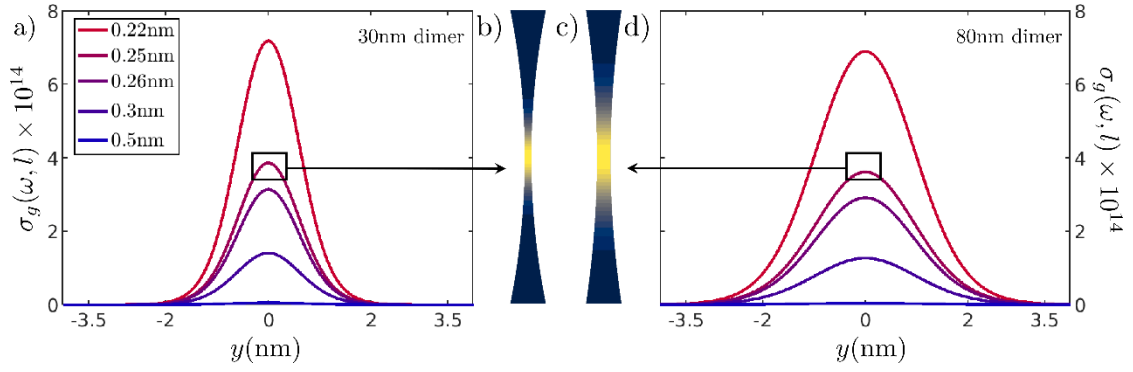 a)
σ_g(ω, l) × 10^14
8
6
4
2
0
0.22nm
0.25nm
0.26nm
0.3nm
0.5nm
30nm dimer
-3.5
-2
0
2
3.5
y(nm)
b)
c)
d)
80nm dimer
8
6
4
2
0
σ_g(ω, l) × 10^14
-3.5
-2
0
2
3.5
y(nm)